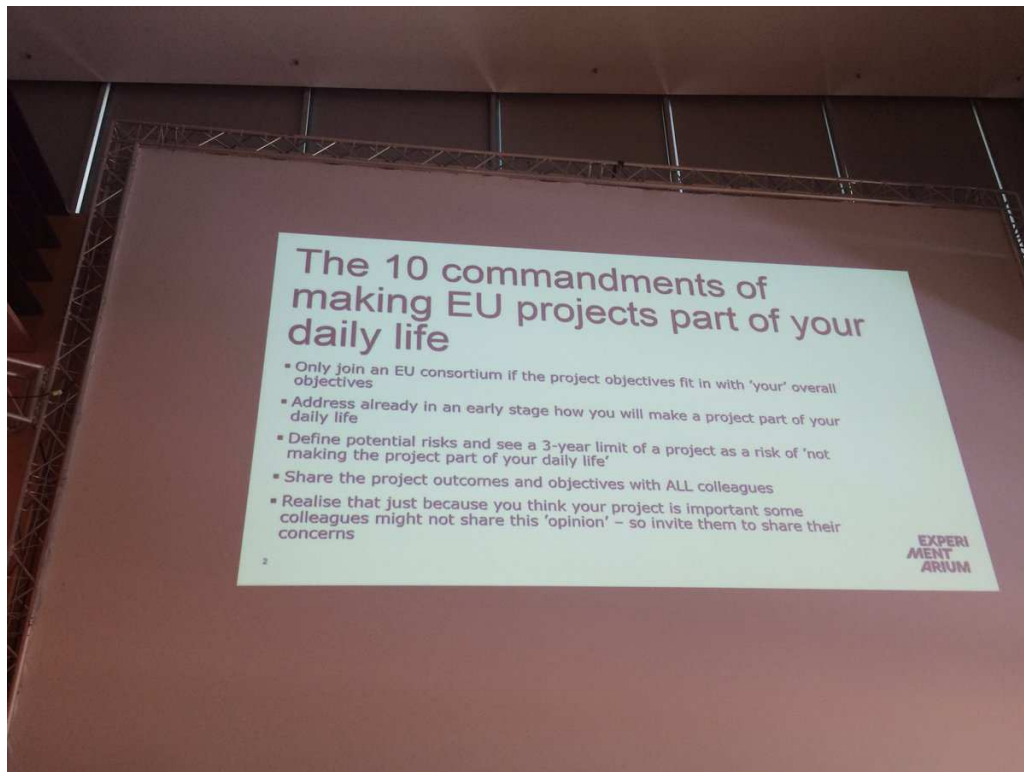 The 10 commandments of
making EU projects part of your
daily life
▪ Only join an EU consortium if the project objectives fit in with 'your' overall
objectives
▪ Address already in an early stage how you will make a project part of your
daily life
▪ Define potential risks and see a 3-year limit of a project as a risk of 'not
making the project part of your daily life'
▪ Share the project outcomes and objectives with ALL colleagues
▪ Realise that just because you think your project is important some
colleagues might not share this 'opinion' – so invite them to share their
concerns
2
EXPERI
MENT
ARIUM